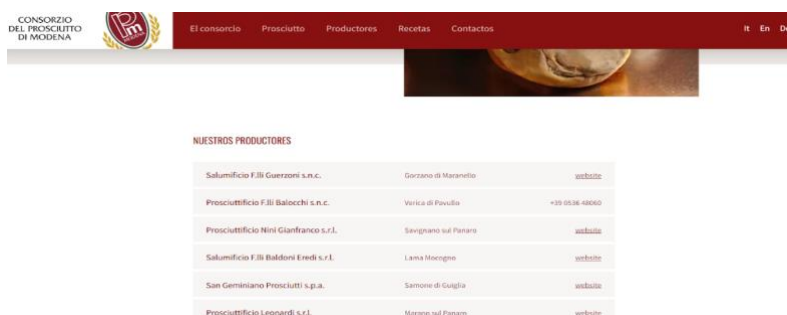 CONSORZIO
DEL PROSCIUTTO
DI MODENA
El consorcio Prosciutto Productores Recetas Contactos
It En De
NUESTROS PRODUCTORES
Salumificio F.lli Guerzoni s.n.c. Gorzano di Maranello website
Prosciuttificio F.lli Balocchi s.n.c. Verica di Pavullo +39 0536 48060
Prosciuttificio Nini Gianfranco s.r.l. Savignano sul Panaro website
Salumificio F.lli Baldoni Eredi s.r.l. Lama Mocogno website
San Geminiano Prosciutti s.p.a. Samone di Guiglia website
Prosciuttificio Leonardi s.r.l. Marano sul Panaro website